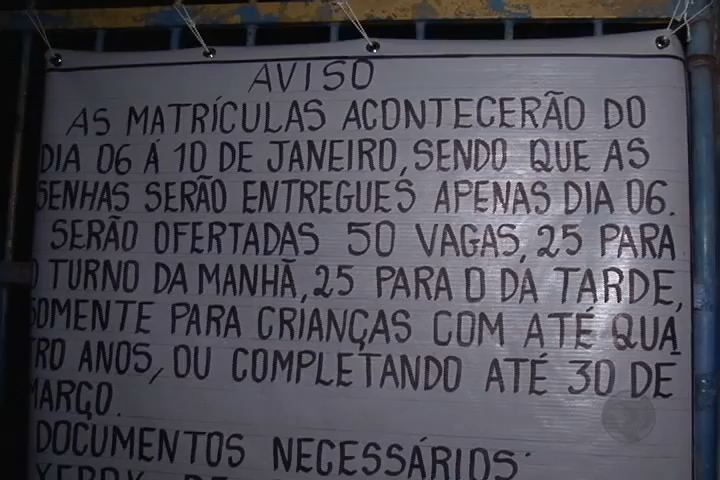 AVISO
AS MATRÍCULAS ACONTECERÃO DO
DIA 06 Á 10 DE JANEIRO, SENDO QUE AS
SENHAS SERÃO ENTREGUES APENAS DIA 06.
SERÃO OFERTADAS 50 VAGAS, 25 PARA
O TURNO DA MANHÃ, 25 PARA O DA TARDE,
SOMENTE PARA CRIANÇAS COM ATÉ QUA
TRO ANOS, OU COMPLETANDO ATÉ 30 DE
MARÇO.
DOCUMENTOS NECESSÁRIOS:
XEROX DE